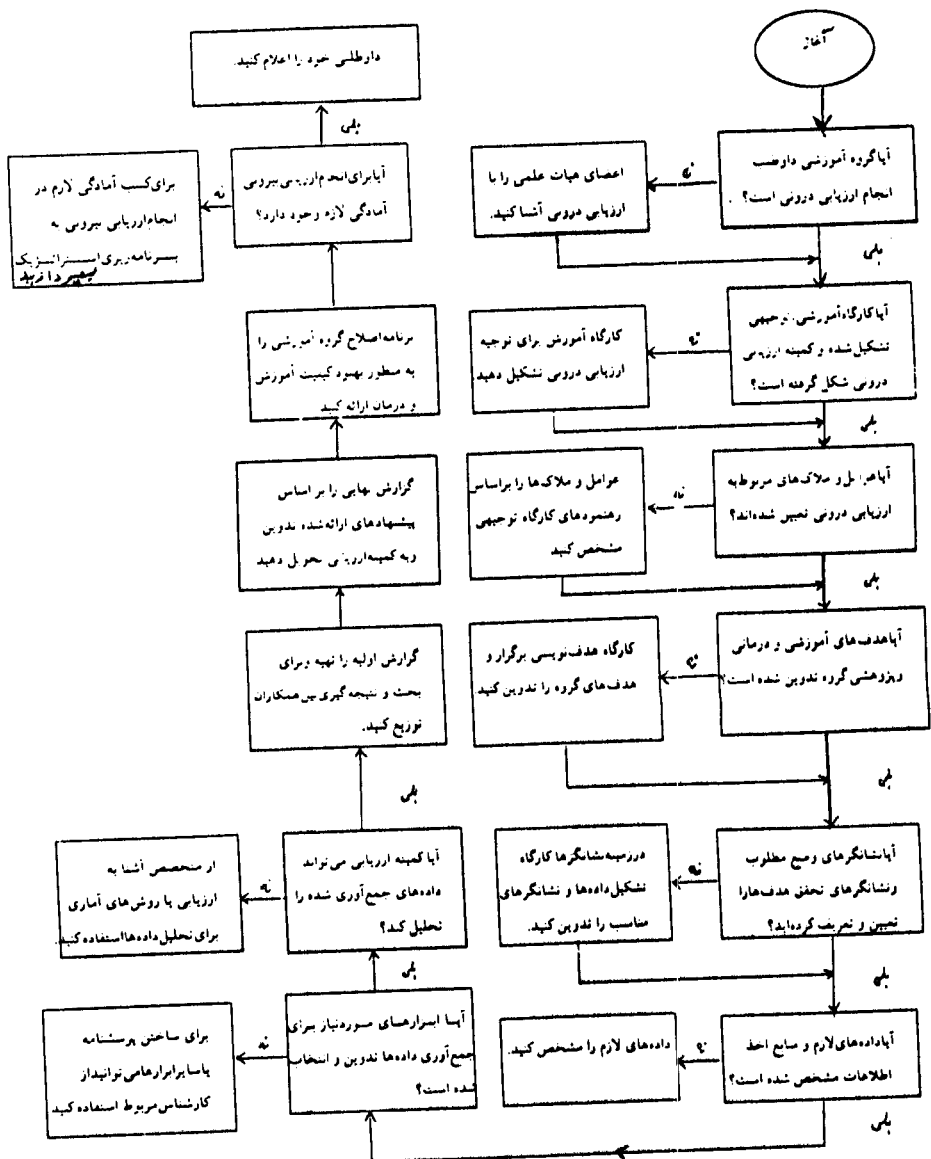 آغاز
آیا گروه آموزشی داوطلب
انجام ارزیابی درونی است؟
نه
اعضای هیات علمی را با
ارزیابی درونی آشنا کنید.
بلی
آیا کارگاه آموزشی توجیهی
تشکیل شده و کمیته ارزیابی
درونی شکل گرفته است؟
نه
کارگاه آموزش برای توجیه
ارزیابی درونی تشکیل دهید
بلی
آیا عوامل و ملاک‌های مربوط به
ارزیابی درونی تعیین شده‌اند؟
نه
عوامل و ملاک‌ها را براساس
رهنمودهای کارگاه توجیهی
مشخص کنید
بلی
آیا هدف‌های آموزشی و درمانی
و پژوهشی گروه تدوین شده است؟
نه
کارگاه هدف‌نویسی برگزار و
هدف‌های گروه را تدوین کنید
بلی
آیا نشانگرهای وضع مطلوب
و نشانگرهای تحقق هدف‌ها را
تعیین و تعریف کرده‌اید؟
نه
در زمینه نشانگرها کارگاه
تشکیل داده‌ها و نشانگرهای
مناسب را تدوین کنید.
بلی
آیا داده‌های لازم و منابع اخذ
اطلاعات مشخص شده است؟
نه
داده‌های لازم را مشخص کنید.
بلی
آیا ابزارهای موردنیاز برای
جمع‌آوری داده‌ها تدوین و انتخاب
شده است؟
نه
برای ساختن پرسشنامه
یا سایر ابزارها می‌توانید از
کارشناس مربوط استفاده کنید
بلی
آیا کمیته ارزیابی می‌تواند
داده‌های جمع‌آوری شده را
تحلیل کند؟
نه
از متخصص آشنا به
ارزیابی یا روش‌های آماری
برای تحلیل داده‌ها استفاده کنید.
بلی
گزارش اولیه را تهیه و برای
بحث و نتیجه‌گیری بین همکاران
توزیع کنید.
گزارش نهایی را بر اساس
پیشنهادهای ارائه شده تدوین
و به کمیته ارزیابی تحویل دهید
برنامه اصلاح گروه آموزشی را
به منظور بهبود کیفیت آموزش
و درمان ارائه کنید
آیا برای انجام ارزیابی بیرونی
آمادگی لازم وجود دارد؟
نه
برای کسب آمادگی لازم در
انجام ارزیابی بیرونی به
برنامه‌ریزی استراتژیک
بپردازید
بلی
داوطلبی خود را اعلام کنید.